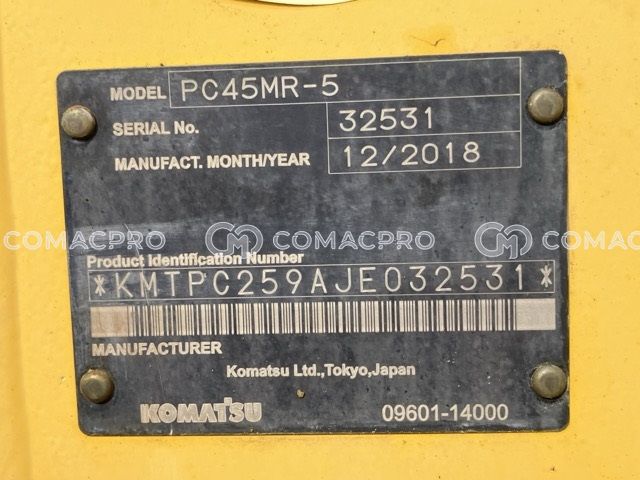 MODEL PC45MR-5
SERIAL No. 32531
MANUFACT. MONTH/YEAR 12/2018
COMACPRO COMACPRO
Product Identification Number
*KMTPC259AJE032531*
MANUFACTURER
Komatsu Ltd.,Tokyo,Japan
KOMATSU 09601-14000